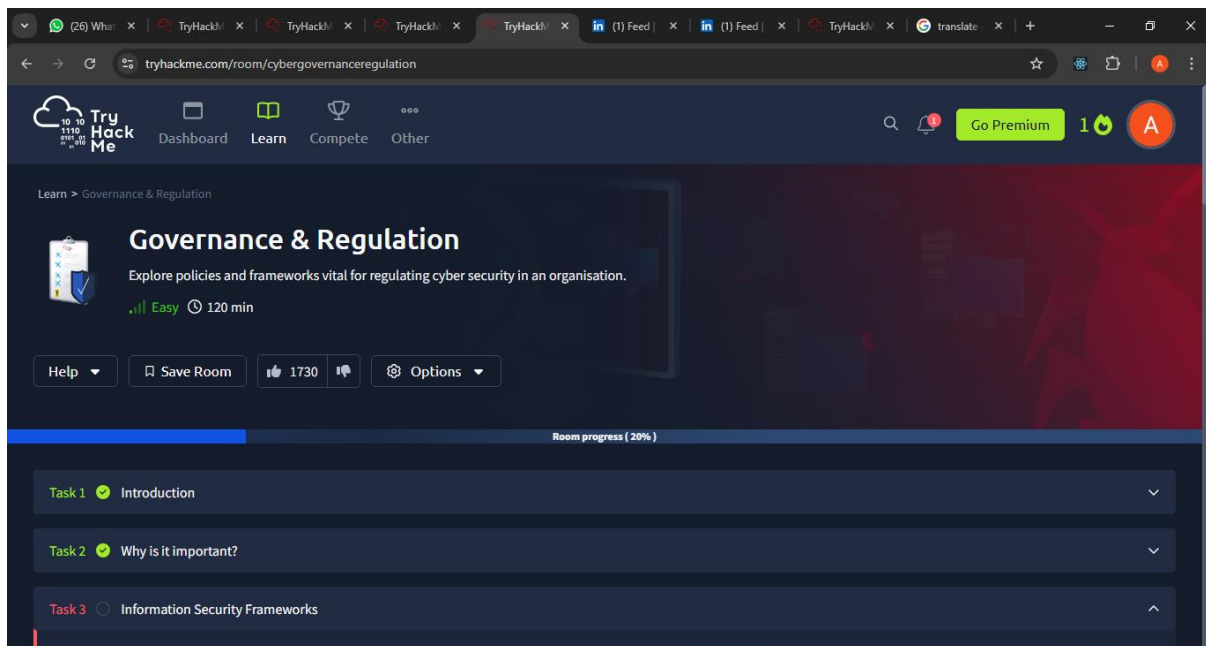 (26) What TryHackM TryHackM TryHackM TryHackM in (1) Feed | in (1) Feed | TryHackM G translate -
tryhackme.com/room/cybergovernanceregulation A
Try
Hack
Me
Dashboard Learn Compete Other
1 Go Premium 1 A
Learn > Governance & Regulation
Governance & Regulation
Explore policies and frameworks vital for regulating cyber security in an organisation.
Easy 120 min
Help Save Room 1730 Options
Room progress ( 20% )
Task 1 Introduction
Task 2 Why is it important?
Task 3 Information Security Frameworks